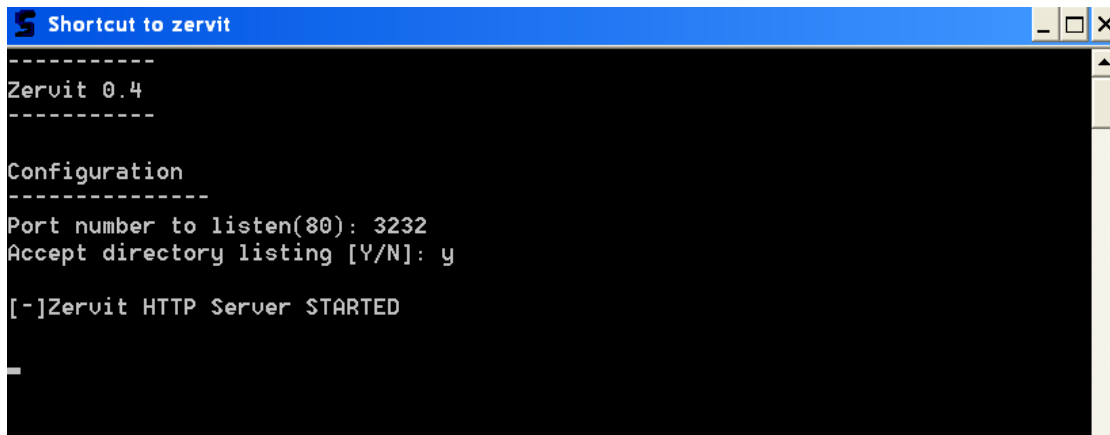 Shortcut to zervit
-----------
Zervit 0.4
-----------
Configuration
---------------
Port number to listen(80): 3232
Accept directory listing [Y/N]: y
[-]Zervit HTTP Server STARTED